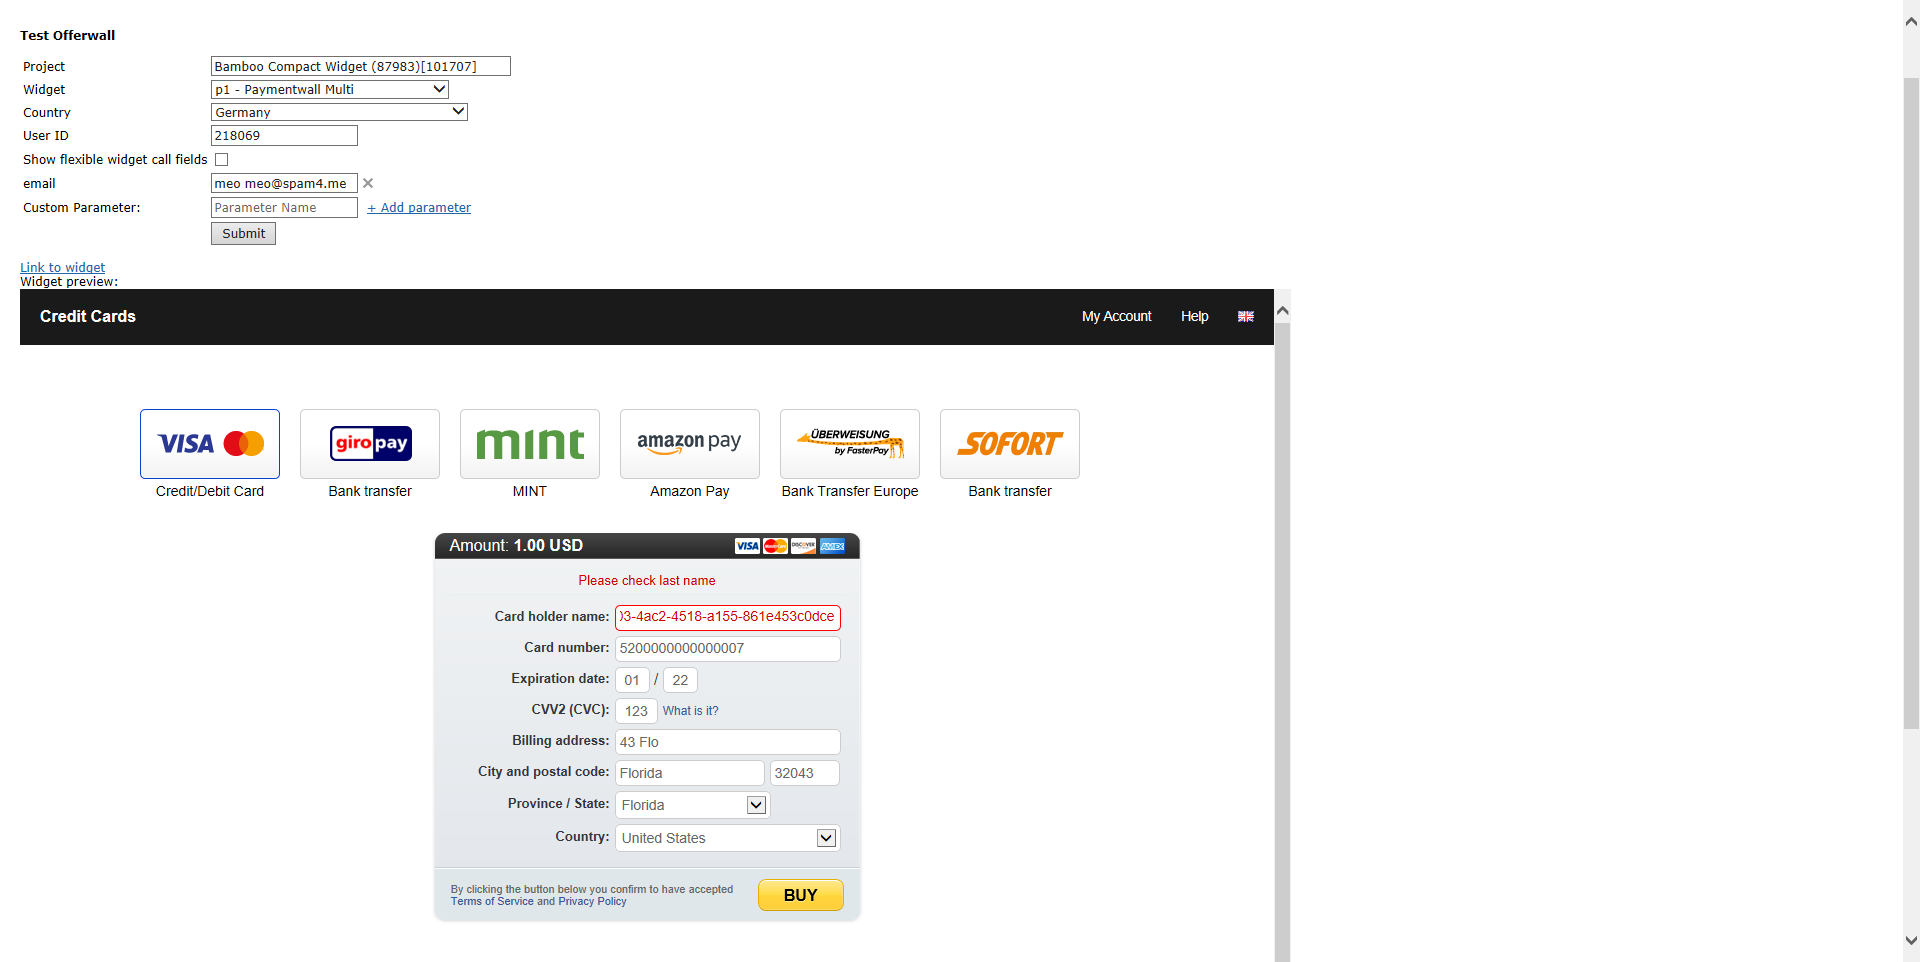 Test Offerwall
Project
Bamboo Compact Widget (87983)[101707]
Widget
p1 - Paymentwall Multi
Country
Germany
User ID
218069
Show flexible widget call fields
email
meo meo@spam4.me
Custom Parameter:
Parameter Name
+ Add parameter
Submit
Link to widget
Widget preview:
Credit Cards
My Account
Help
VISA
giropay
mint
amazon pay
ÜBERWEISUNG
by FasterPay
SOFORT
Credit/Debit Card
Bank transfer
MINT
Amazon Pay
Bank Transfer Europe
Bank transfer
Amount: 1.00 USD
VISA
MasterCard
DISCOVER
AMEX
Please check last name
Card holder name:
03-4ac2-4518-a155-861e453c0dce
Card number:
5200000000000007
Expiration date:
01 / 22
CVV2 (CVC):
123
What is it?
Billing address:
43 Flo
City and postal code:
Florida
32043
Province / State:
Florida
Country:
United States
By clicking the button below you confirm to have accepted
Terms of Service and Privacy Policy
BUY